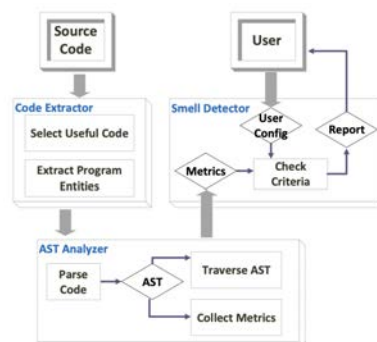 Source
Code
User
Code Extractor
Select Useful Code
Extract Program
Entities
Smell Detector
User
Config
Report
Metrics
Check
Criteria
AST Analyzer
Parse
Code
AST
Traverse AST
Collect Metrics